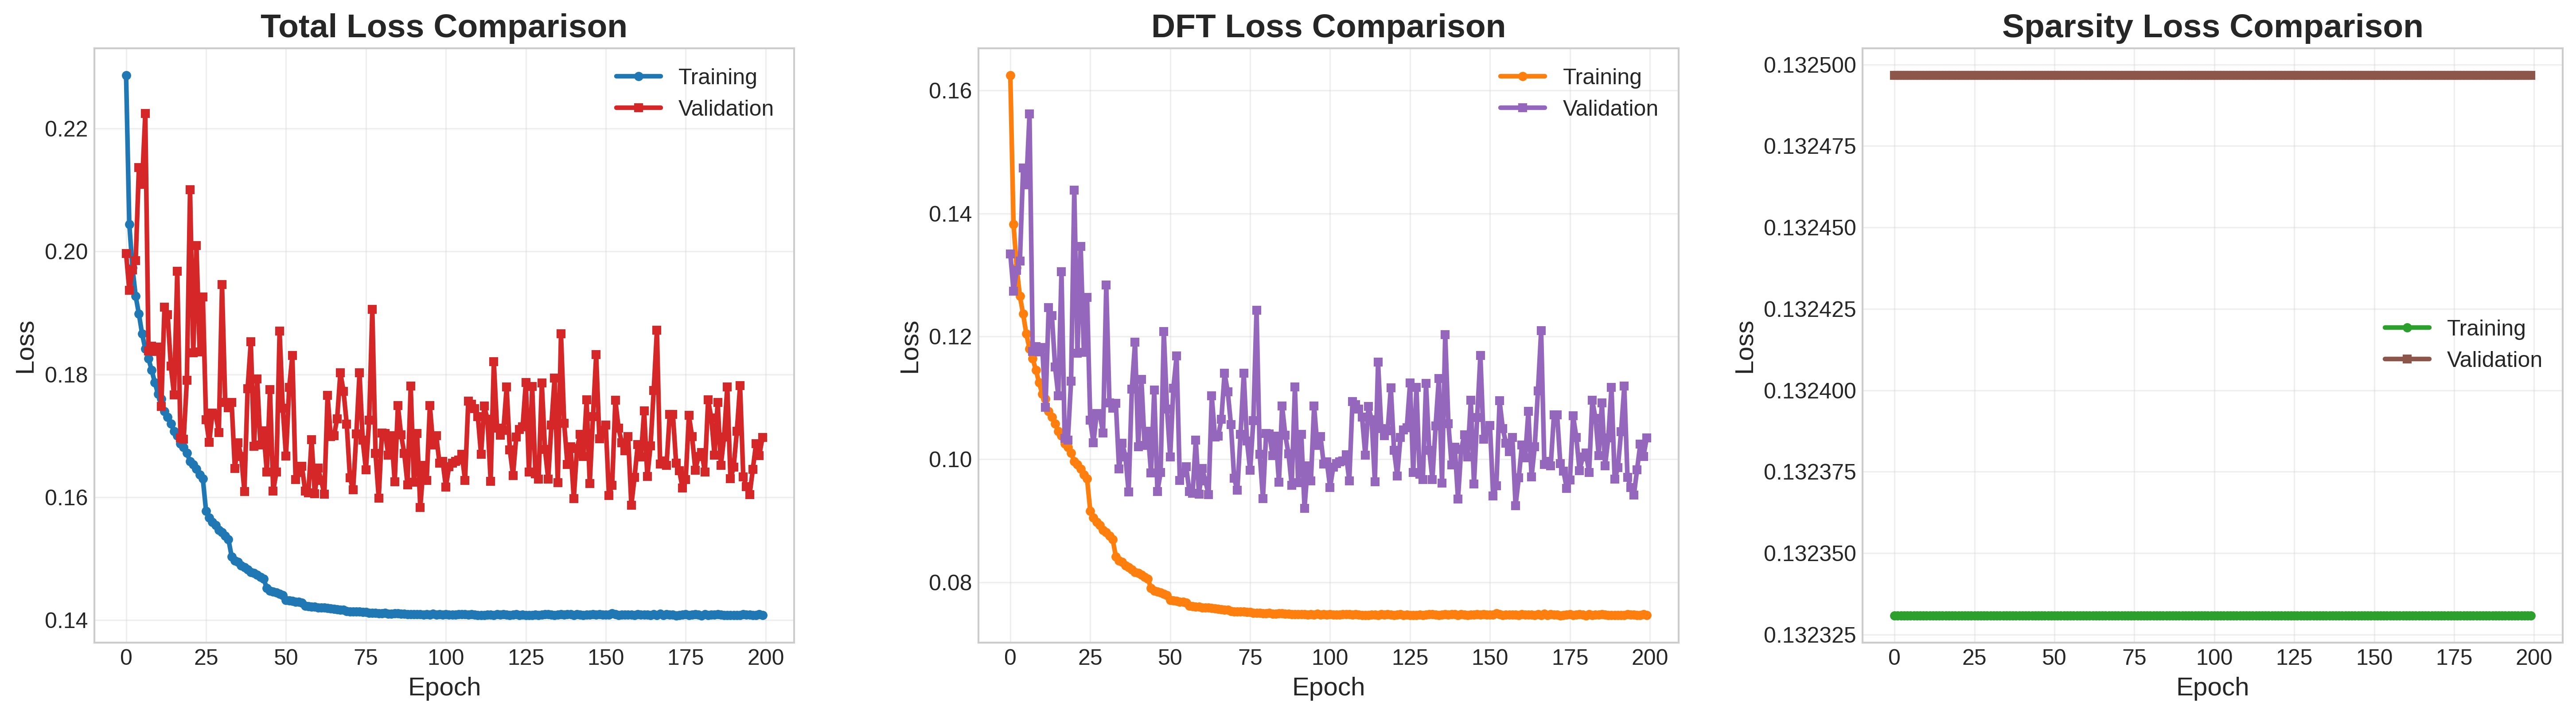 Total Loss Comparison
Loss
0.22
0.20
0.18
0.16
0.14
Training
Validation
0 25 50 75 100 125 150 175 200
Epoch
DFT Loss Comparison
Loss
0.16
0.14
0.12
0.10
0.08
Training
Validation
0 25 50 75 100 125 150 175 200
Epoch
Sparsity Loss Comparison
Loss
0.132500
0.132475
0.132450
0.132425
0.132400
0.132375
0.132350
0.132325
Training
Validation
0 25 50 75 100 125 150 175 200
Epoch